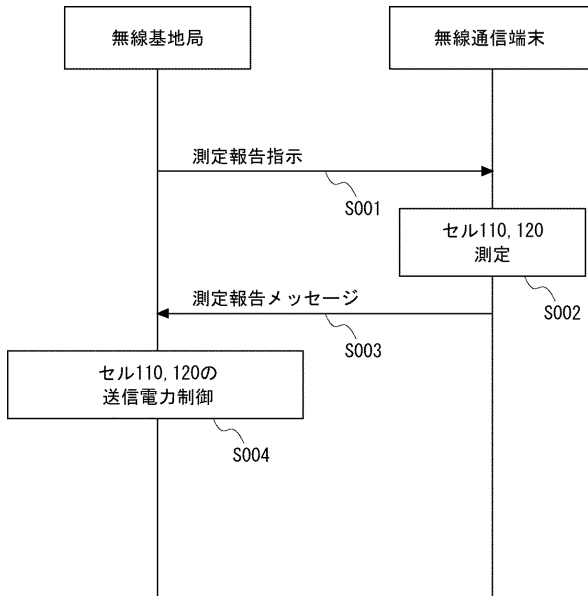 無線基地局
無線通信端末
測定報告指示
S001
セル110,120
測定
S002
測定報告メッセージ
S003
セル110,120の
送信電力制御
S004